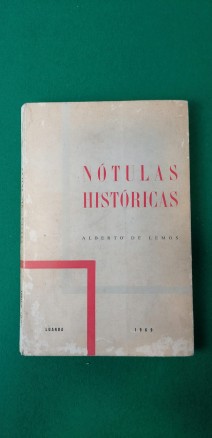 NÓTULAS
HISTÓRICAS
ALBERTO DE LEMOS
LUANDA 1969